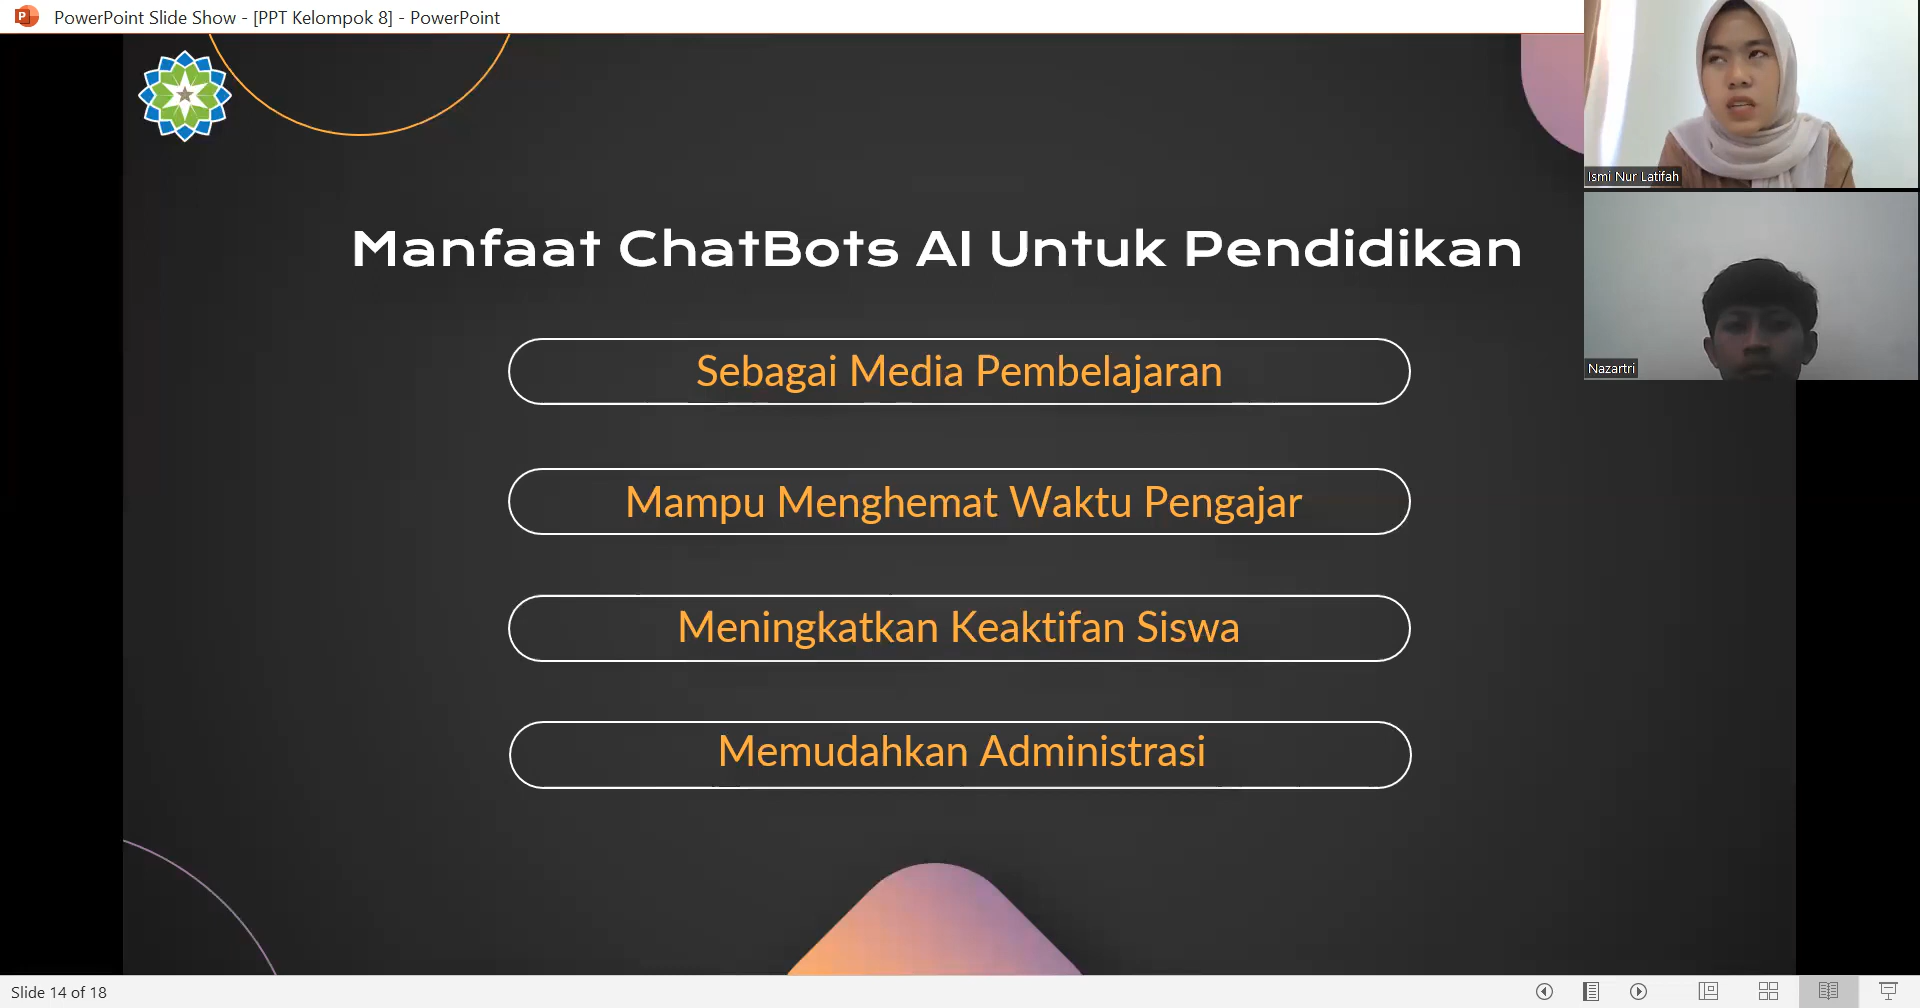 PowerPoint Slide Show - [PPT Kelompok 8] - PowerPoint
Ismi Nur Latifah
Nazartri
Manfaat ChatBots AI Untuk Pendidikan
Sebagai Media Pembelajaran
Mampu Menghemat Waktu Pengajar
Meningkatkan Keaktifan Siswa
Memudahkan Administrasi
Slide 14 of 18